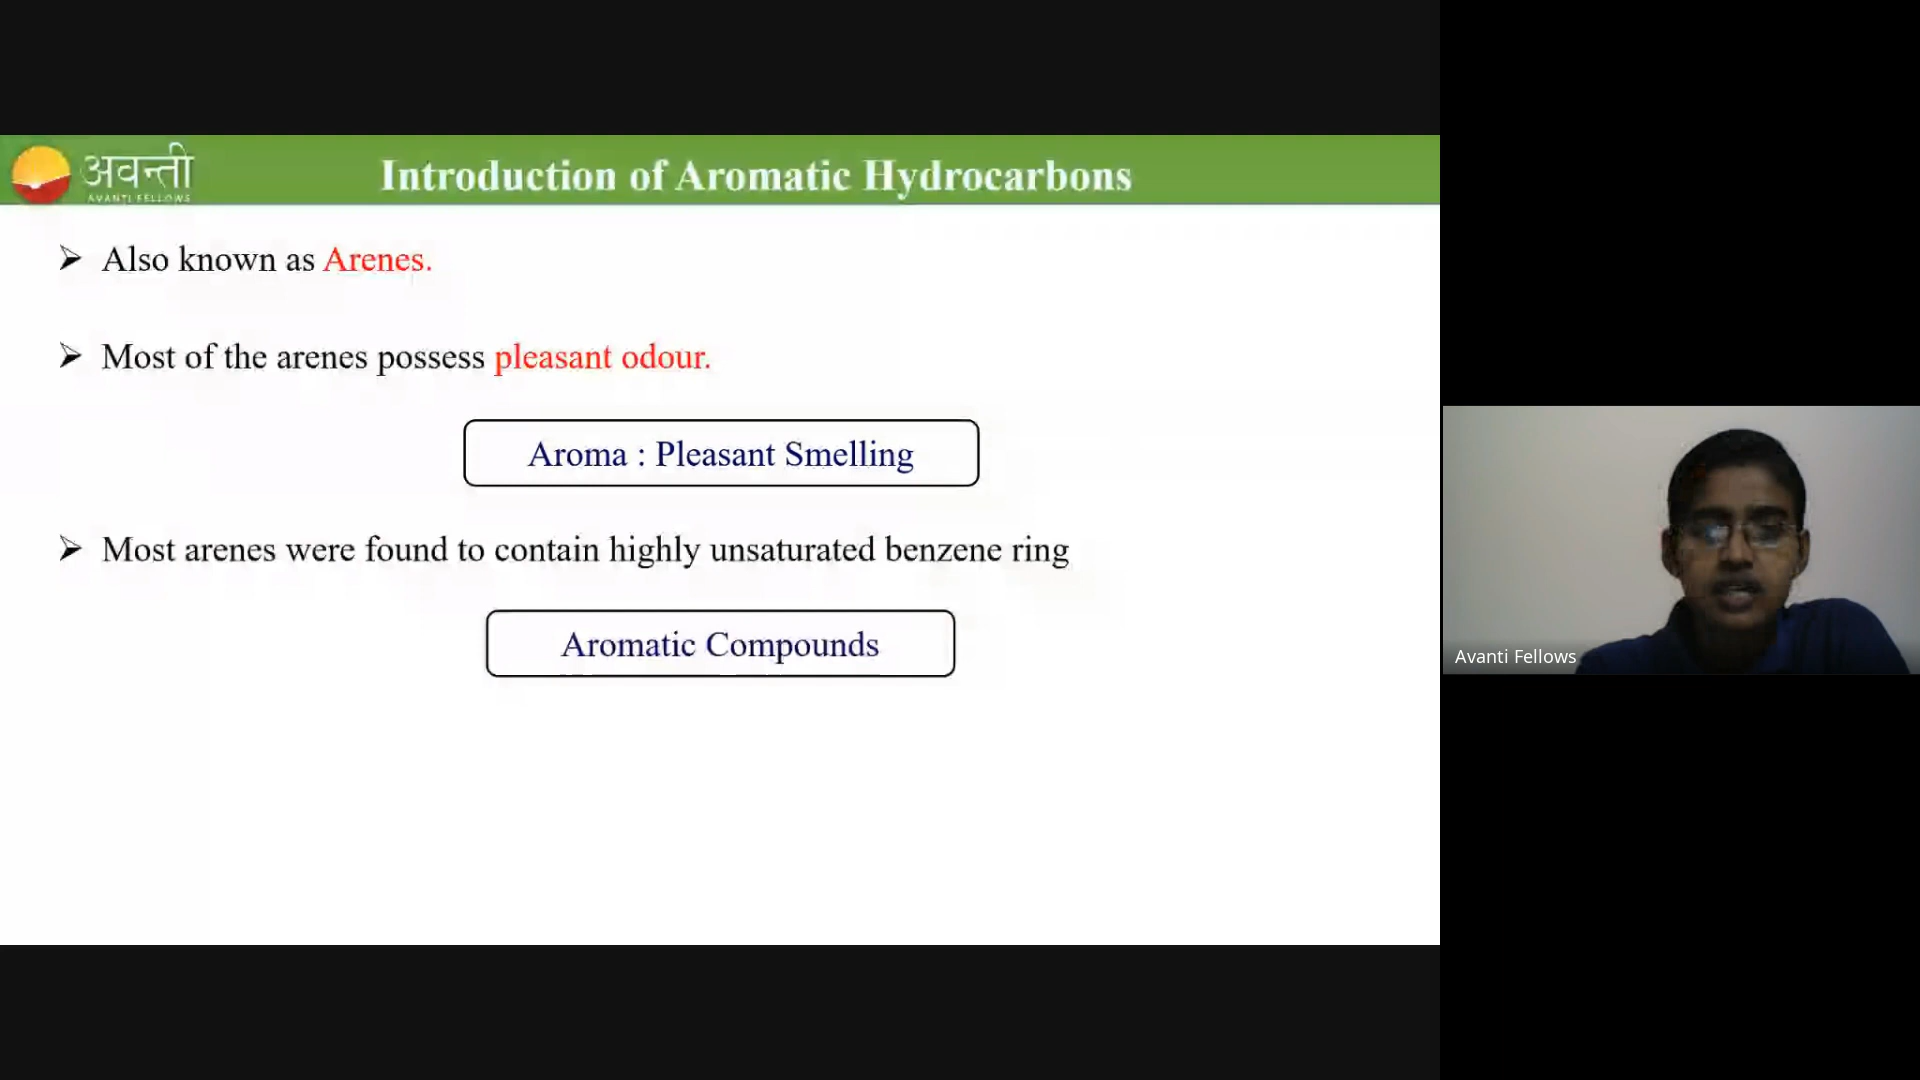 अवन्ती
AVANTI FELLOWS
Introduction of Aromatic Hydrocarbons
Also known as Arenes.
Most of the arenes possess pleasant odour.
Aroma : Pleasant Smelling
Most arenes were found to contain highly unsaturated benzene ring
Aromatic Compounds
Avanti Fellows